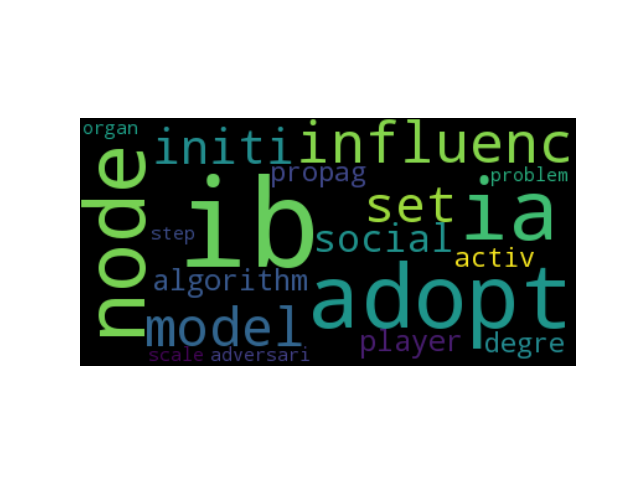 organ
initi
influenc
node
propag
problem
ib
set
ia
step
social
activ
algorithm
adopt
model
player
degre
scale
adversari